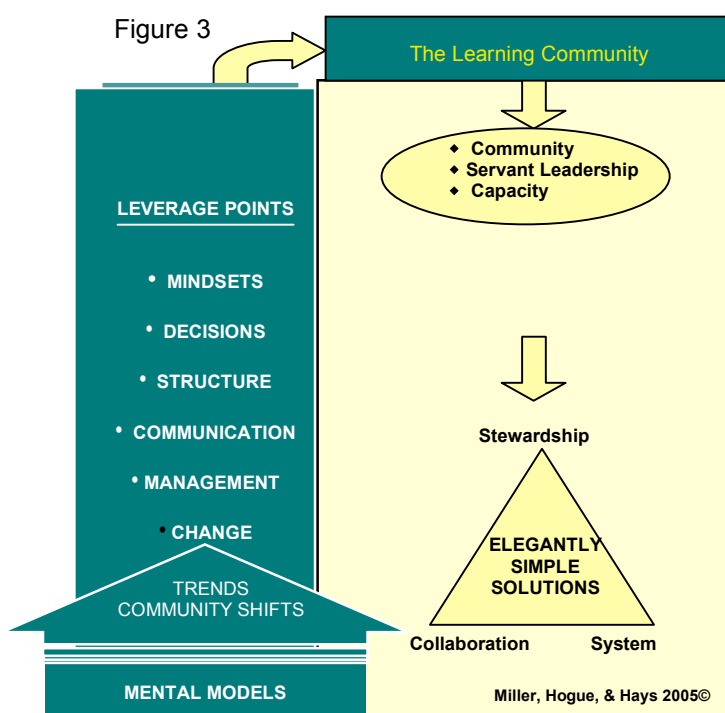 Figure 3
The Learning Community
◆ Community
◆ Servant Leadership
◆ Capacity
LEVERAGE POINTS
• MINDSETS
• DECISIONS
• STRUCTURE
• COMMUNICATION
• MANAGEMENT
• CHANGE
TRENDS
COMMUNITY SHIFTS
MENTAL MODELS
Stewardship
ELEGANTLY
SIMPLE
SOLUTIONS
Collaboration
System
Miller, Hogue, & Hays 2005©